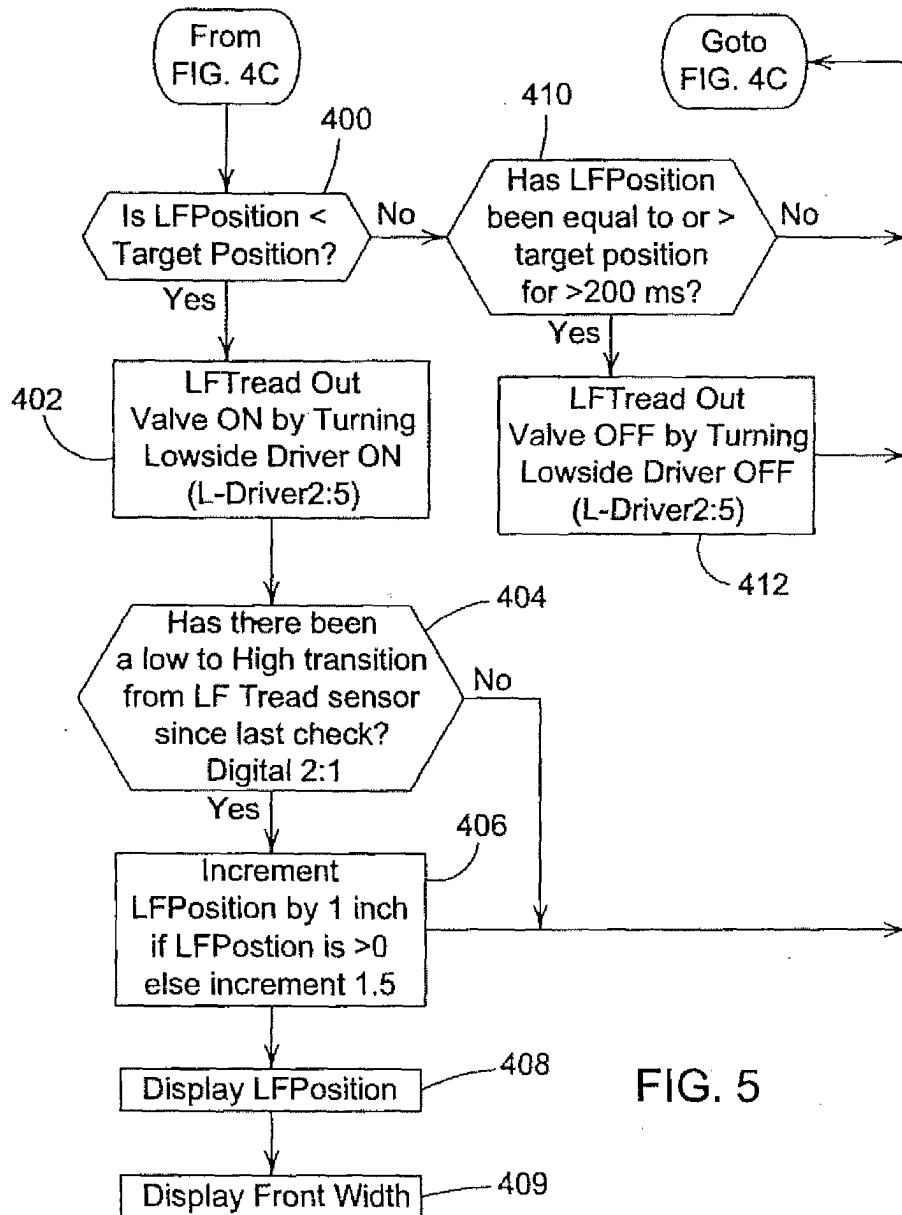 From
FIG. 4C
Goto
FIG. 4C
400
410
Is LFPosition <
Target Position?
No
Has LFPosition
been equal to or >
target position
for >200 ms?
No
Yes
Yes
402
LFTread Out
Valve ON by Turning
Lowside Driver ON
(L-Driver2:5)
LFTread Out
Valve OFF by Turning
Lowside Driver OFF
(L-Driver2:5)
412
404
Has there been
a low to High transition
from LF Tread sensor
since last check?
Digital 2:1
No
Yes
406
Increment
LFPosition by 1 inch
if LFPostion is >0
else increment 1.5
Display LFPosition
408
FIG. 5
Display Front Width
409